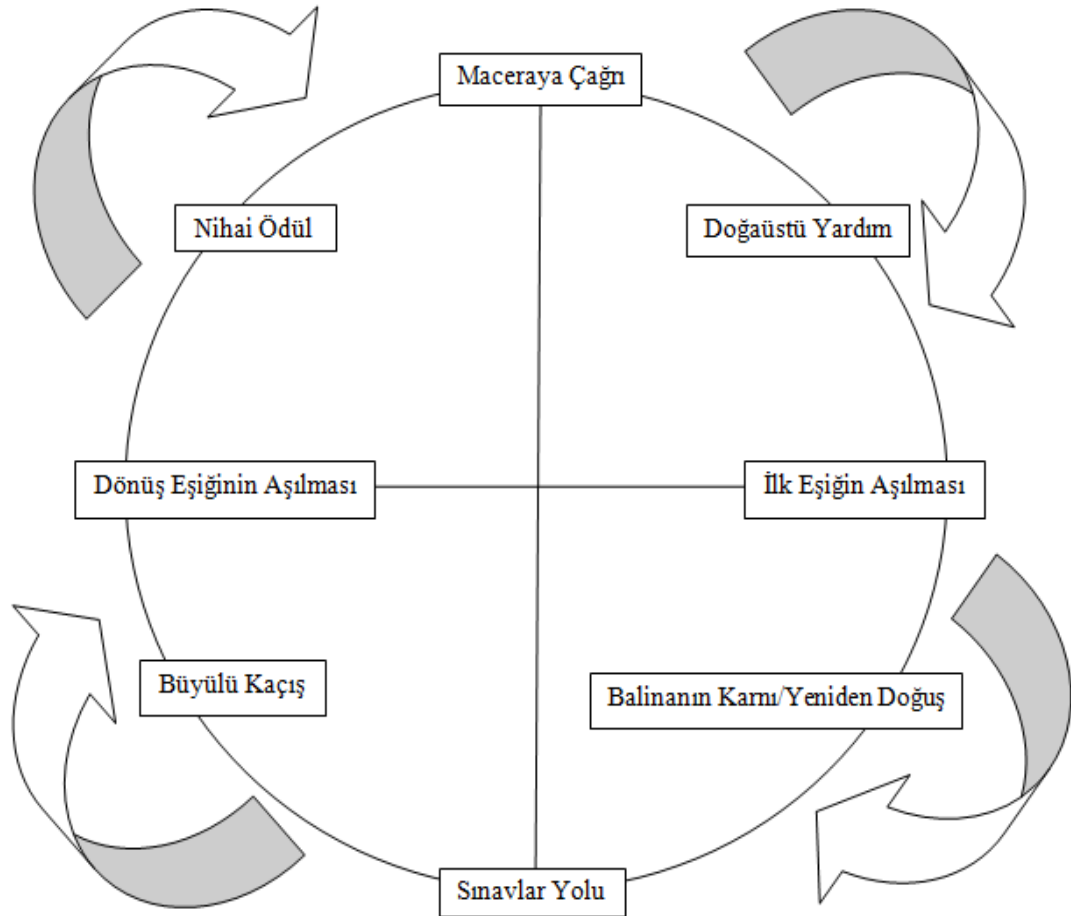 Maceraya Çağrı
Nihai Ödül
Doğaüstü Yardım
Dönüş Eşiğinin Aşılması
İlk Eşiğin Aşılması
Büyülü Kaçış
Balinanın Karnı/Yeniden Doğuş
Sınavlar Yolu